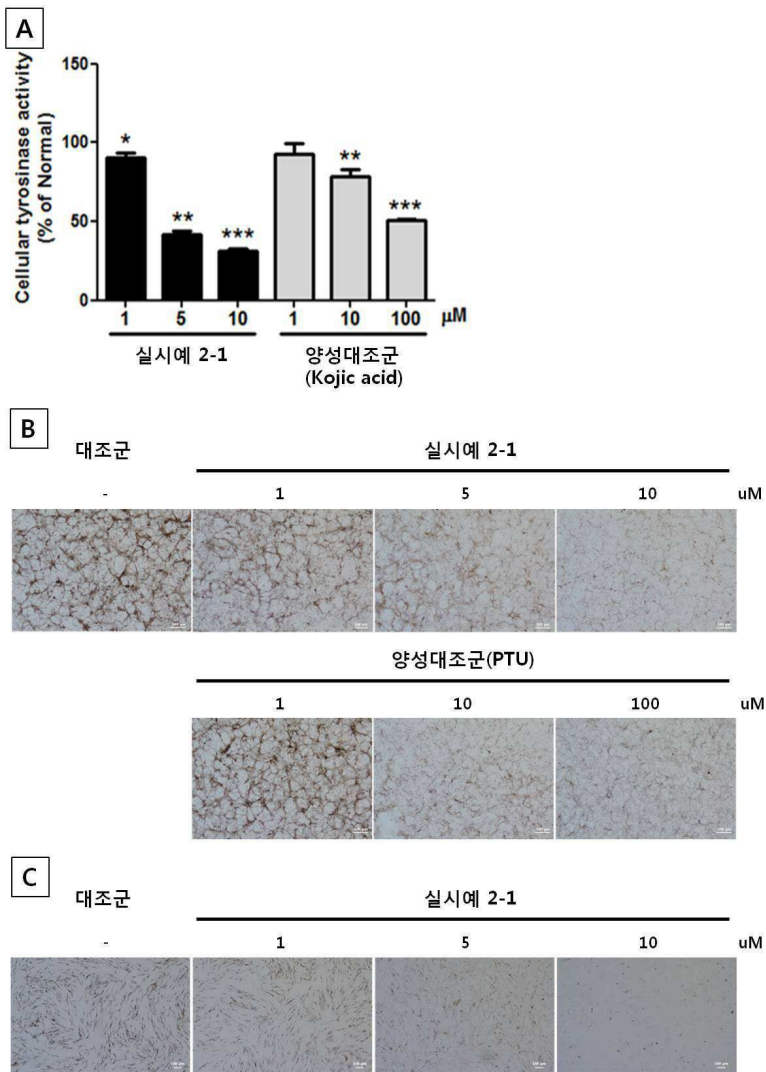 A
Cellular tyrosinase activity
(% of Normal)
150
100
50
0
*
**
***
**
***
1 5 10 1 10 100 μM
실시예 2-1
양성대조군
(Kojic acid)
B
대조군 실시예 2-1
- 1 5 10 uM
양성대조군(PTU)
1 10 100 uM
C
대조군 실시예 2-1
- 1 5 10 uM